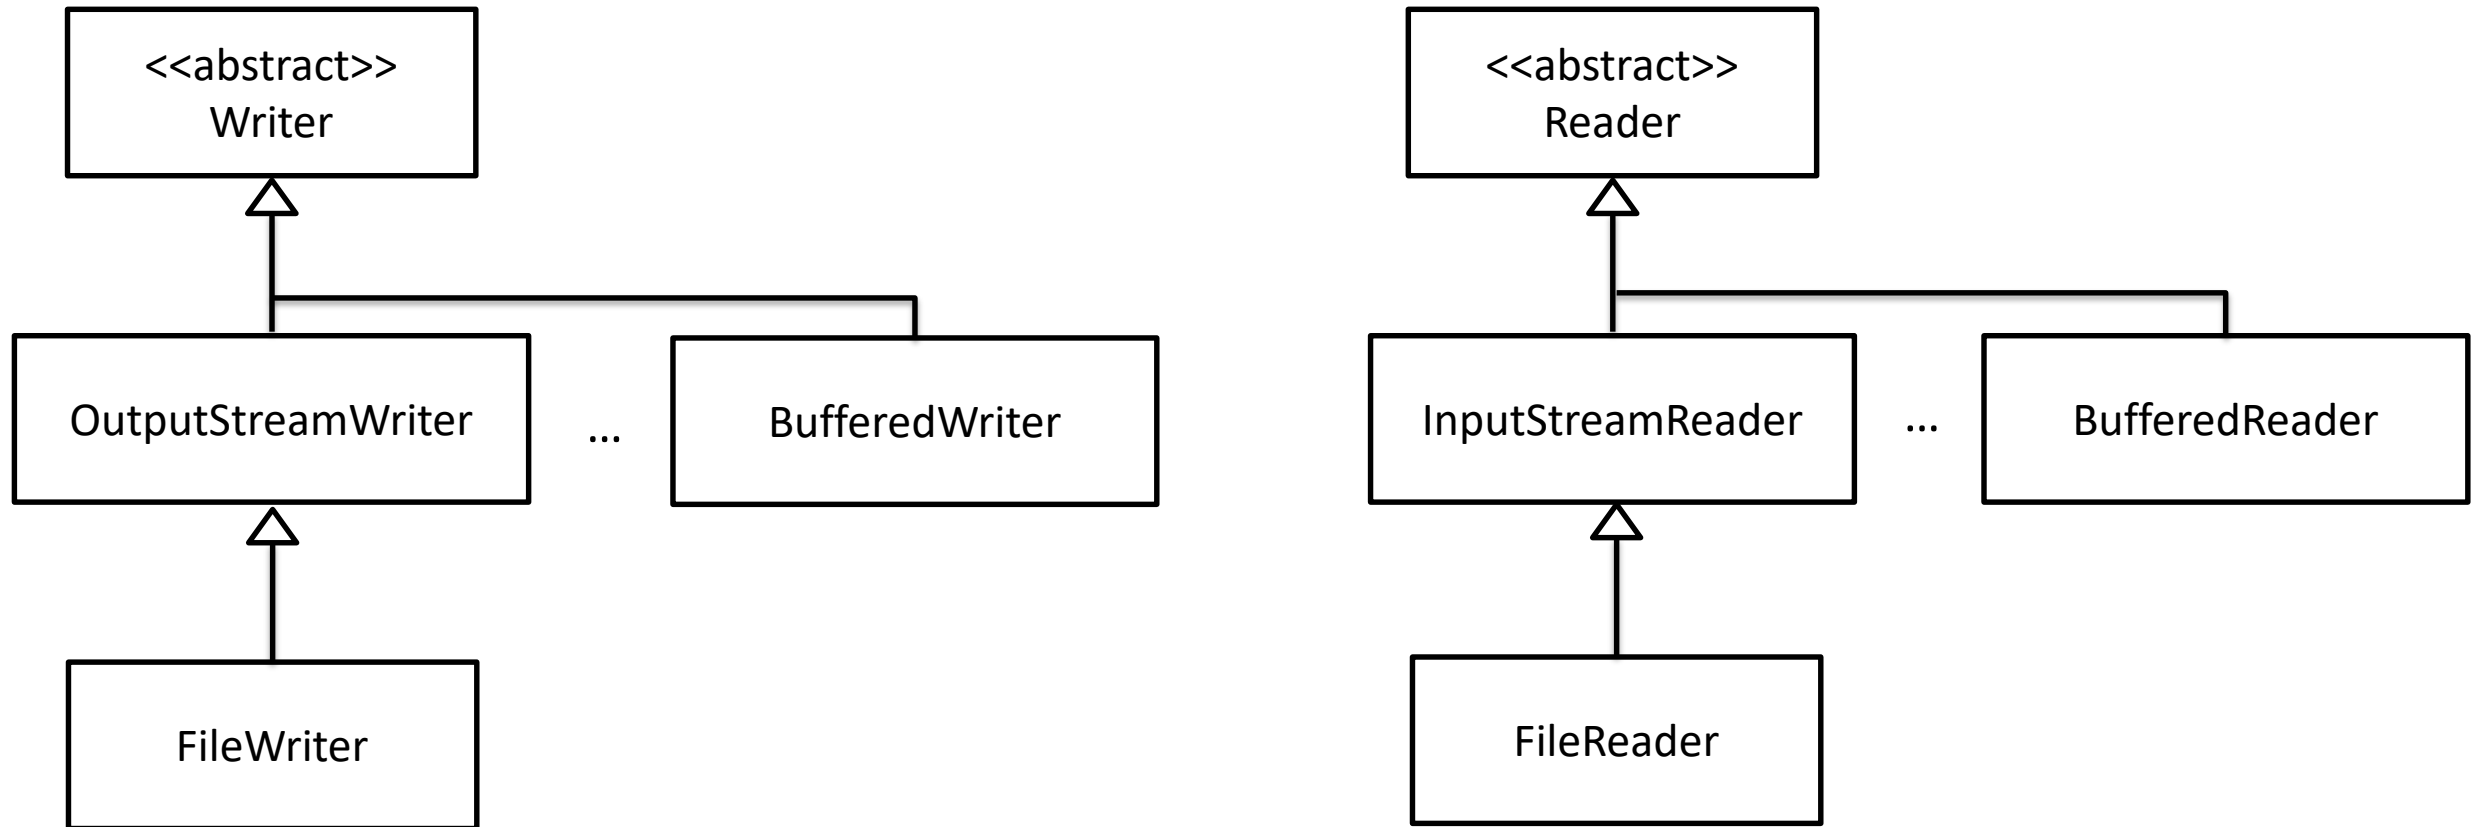 <<abstract>>
Writer
OutputStreamWriter
...
BufferedWriter
FileWriter
<<abstract>>
Reader
InputStreamReader
...
BufferedReader
FileReader